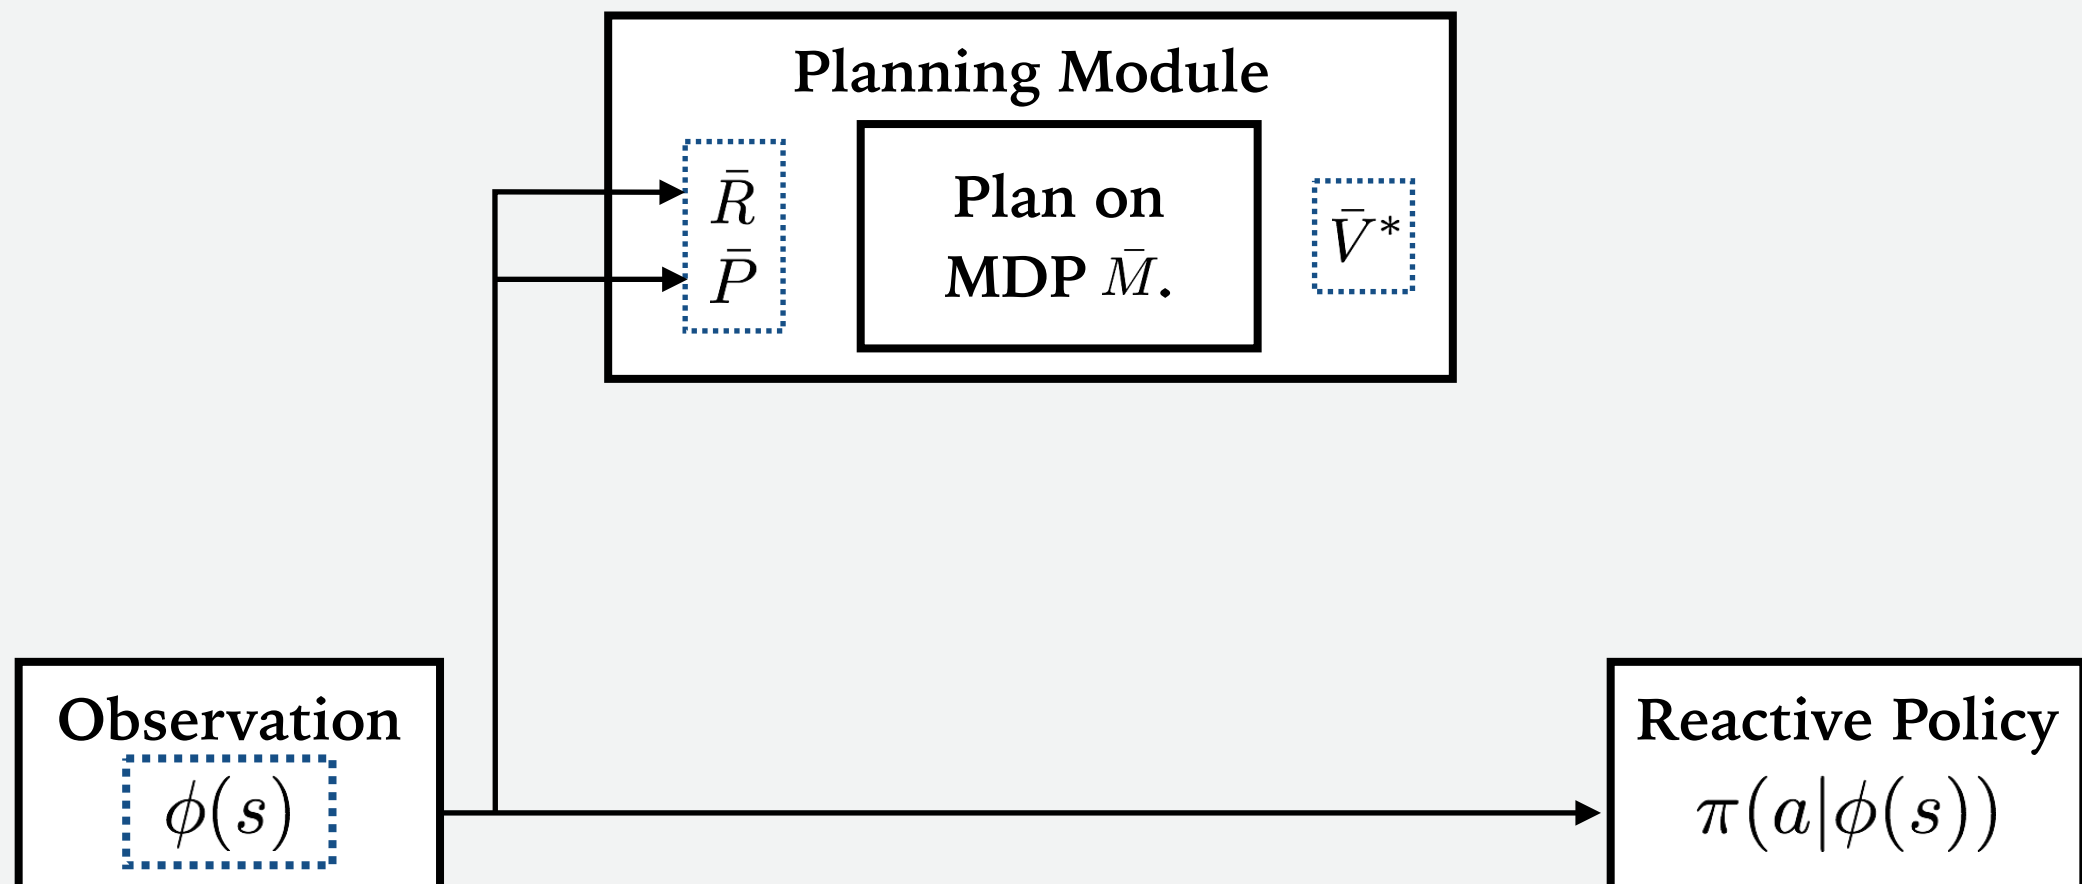 Planning Module
R̄
P̄
Plan on
MDP M̄.
V̄*
Observation
ϕ(s)
Reactive Policy
π(a|ϕ(s))